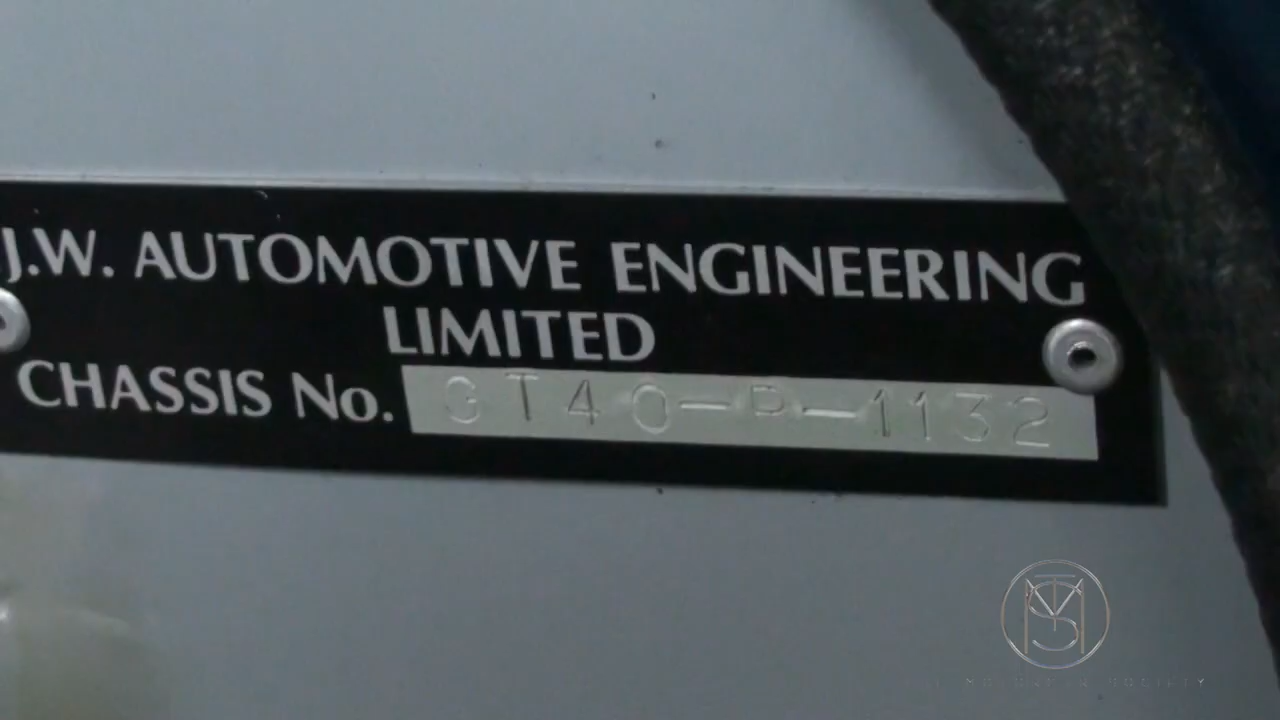 J.W. AUTOMOTIVE ENGINEERING
LIMITED
CHASSIS No. GT40-P-1132